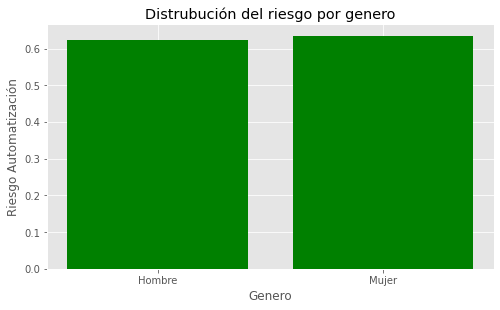 Distrubución del riesgo por genero
Riesgo Automatización
0.6
0.5
0.4
0.3
0.2
0.1
0.0
Hombre
Mujer
Genero